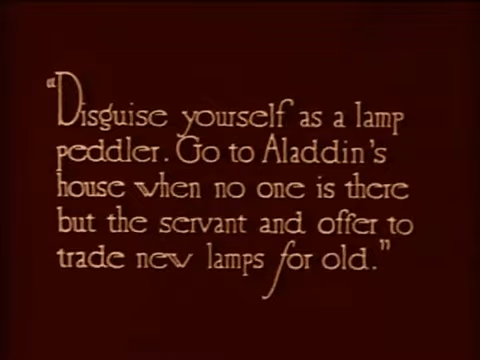 "Disguise yourself as a lamp
peddler. Go to Aladdin's
house when no one is there
but the servant and offer to
trade new lamps for old."